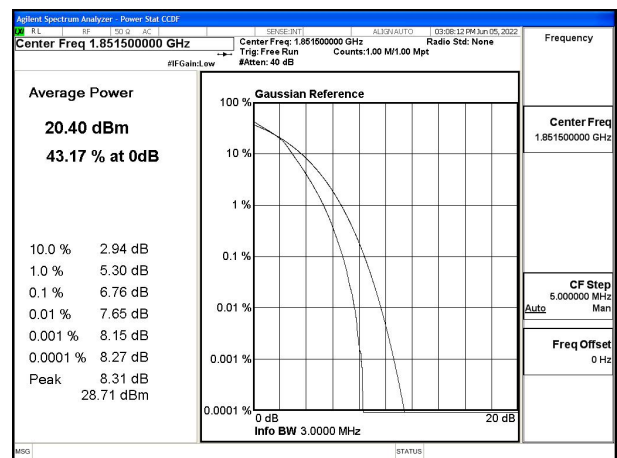 Agilent Spectrum Analyzer - Power Stat CCDF
RL RF 50 Ω AC SENSE:INT ALIGN AUTO 03:08:12 PM Jun 05, 2022
Center Freq 1.851500000 GHz
Center Freq: 1.851500000 GHz Radio Std: None
Trig: Free Run Counts:1.00 M/1.00 Mpt
#IFGain:Low #Atten: 40 dB
Frequency
Average Power
20.40 dBm
43.17 % at 0dB
10.0 % 2.94 dB
1.0 % 5.30 dB
0.1 % 6.76 dB
0.01 % 7.65 dB
0.001 % 8.15 dB
0.0001 % 8.27 dB
Peak 8.31 dB
28.71 dBm
Gaussian Reference
100 %
10 %
1 %
0.1 %
0.01 %
0.001 %
0.0001 %
0 dB 20 dB
Info BW 3.0000 MHz
Center Freq
1.851500000 GHz
CF Step
5.000000 MHz
Auto Man
Freq Offset
0 Hz
MSG STATUS